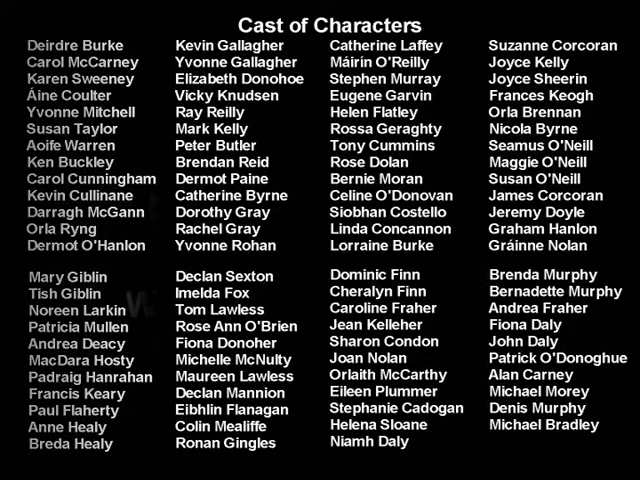 Cast of Characters
Deirdre Burke
Carol McCarney
Karen Sweeney
Áine Coulter
Yvonne Mitchell
Susan Taylor
Aoife Warren
Ken Buckley
Carol Cunningham
Kevin Cullinane
Darragh McGann
Orla Ryng
Dermot O'Hanlon
Kevin Gallagher
Yvonne Gallagher
Elizabeth Donohoe
Vicky Knudsen
Ray Reilly
Mark Kelly
Peter Butler
Brendan Reid
Dermot Paine
Catherine Byrne
Dorothy Gray
Rachel Gray
Yvonne Rohan
Catherine Laffey
Máirín O'Reilly
Stephen Murray
Eugene Garvin
Helen Flatley
Rossa Geraghty
Tony Cummins
Rose Dolan
Bernie Moran
Celine O'Donovan
Siobhan Costello
Linda Concannon
Lorraine Burke
Suzanne Corcoran
Joyce Kelly
Joyce Sheerin
Frances Keogh
Orla Brennan
Nicola Byrne
Seamus O'Neill
Maggie O'Neill
Susan O'Neill
James Corcoran
Jeremy Doyle
Graham Hanlon
Gráinne Nolan
Mary Giblin
Tish Giblin
Noreen Larkin
Patricia Mullen
Andrea Deacy
MacDara Hosty
Padraig Hanrahan
Francis Keary
Paul Flaherty
Anne Healy
Breda Healy
Declan Sexton
Imelda Fox
Tom Lawless
Rose Ann O'Brien
Fiona Donoher
Michelle McNulty
Maureen Lawless
Declan Mannion
Eibhlin Flanagan
Colin Mealiffe
Ronan Gingles
Dominic Finn
Cheralyn Finn
Caroline Fraher
Jean Kelleher
Sharon Condon
Joan Nolan
Orlaith McCarthy
Eileen Plummer
Stephanie Cadogan
Helena Sloane
Niamh Daly
Brenda Murphy
Bernadette Murphy
Andrea Fraher
Fiona Daly
John Daly
Patrick O'Donoghue
Alan Carney
Michael Morey
Denis Murphy
Michael Bradley